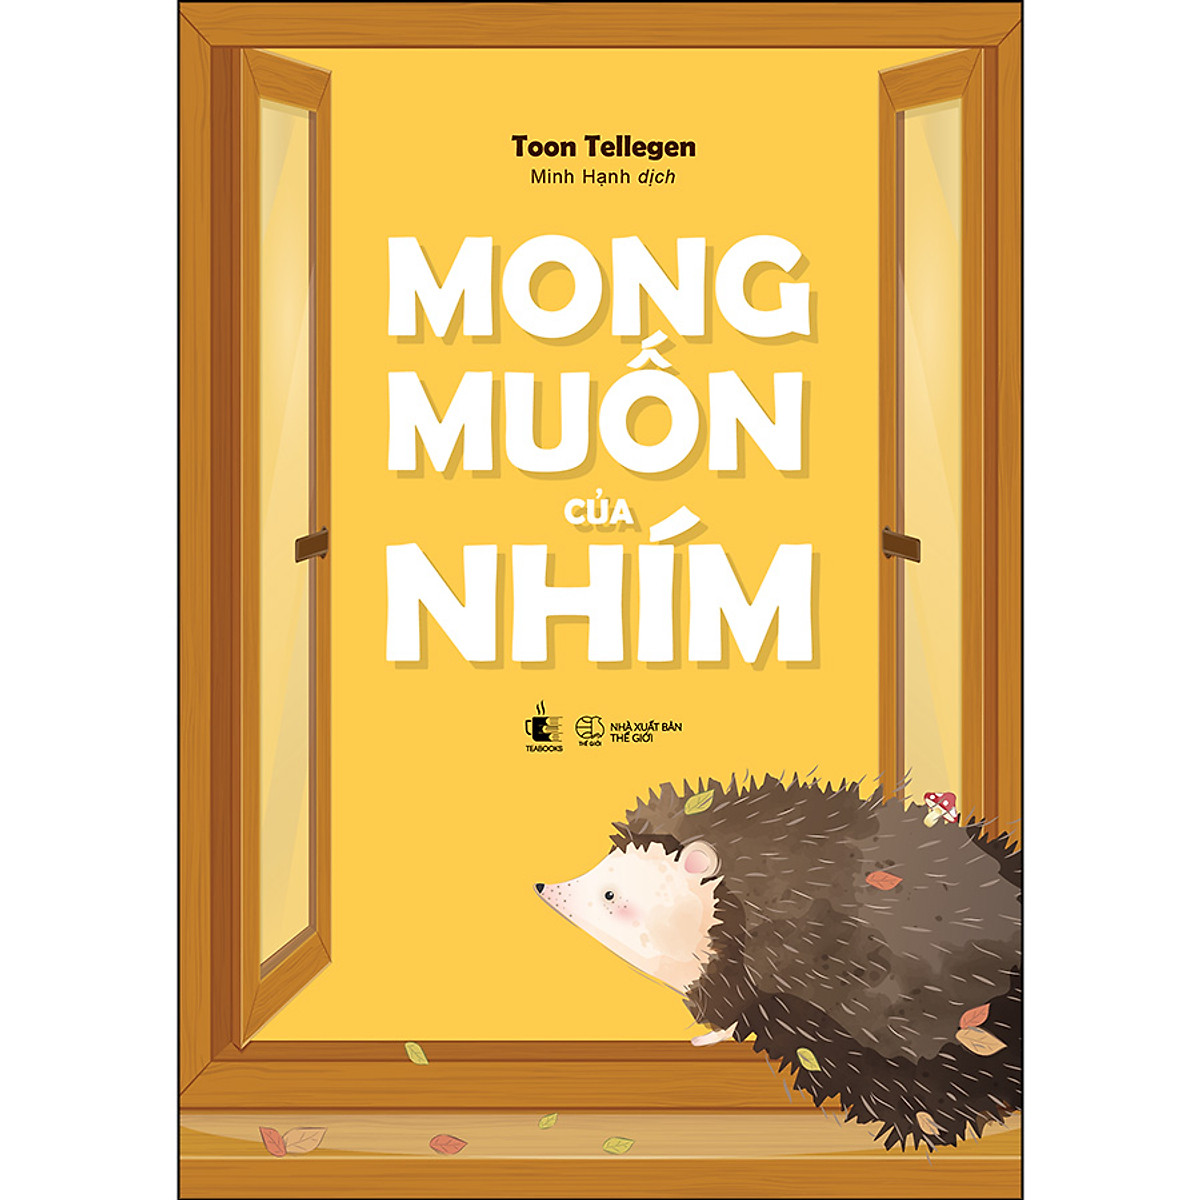 Toon Tellegen
Minh Hạnh dịch
MONG
MUỐN
CỦA
NHÍM
TEABOOKS
THẾ GIỚI
NHÀ XUẤT BẢN
THẾ GIỚI